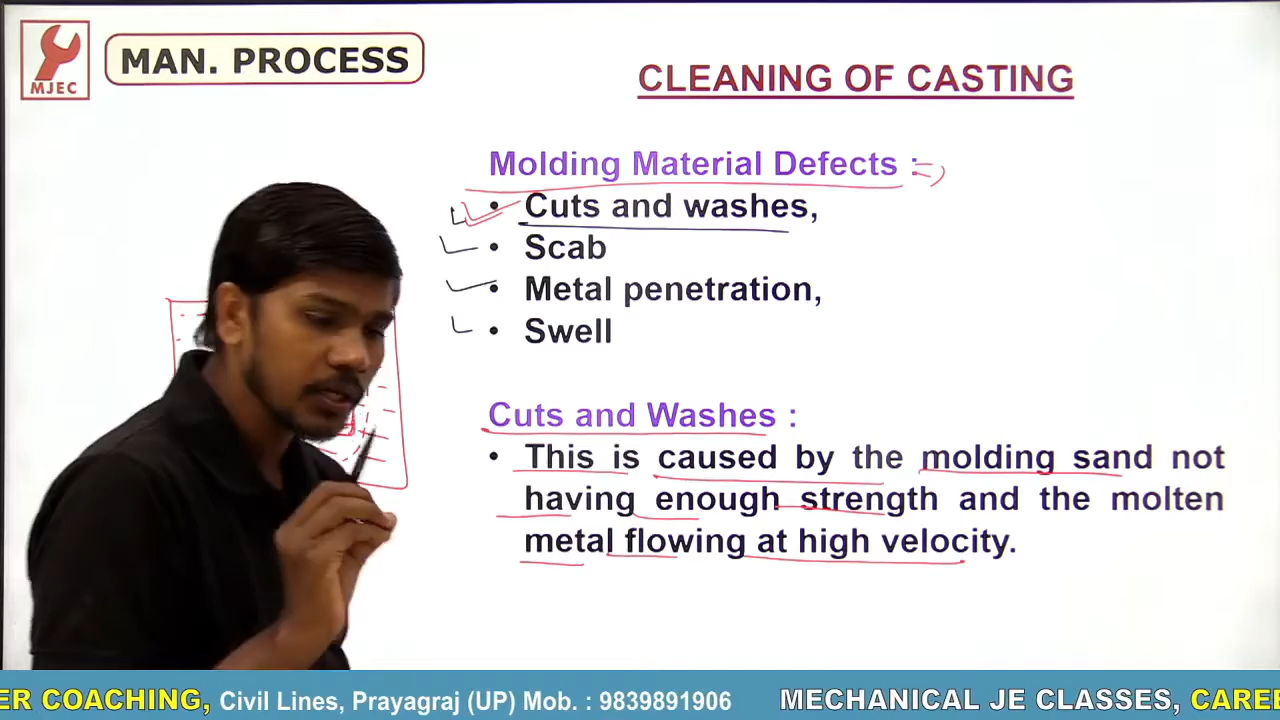 MJEC
MAN. PROCESS
CLEANING OF CASTING
Molding Material Defects :
• Cuts and washes,
• Scab
• Metal penetration,
• Swell
Cuts and Washes :
• This is caused by the molding sand not
having enough strength and the molten
metal flowing at high velocity.
ER COACHING, Civil Lines, Prayagraj (UP) Mob. : 9839891906 MECHANICAL JE CLASSES, CAREE